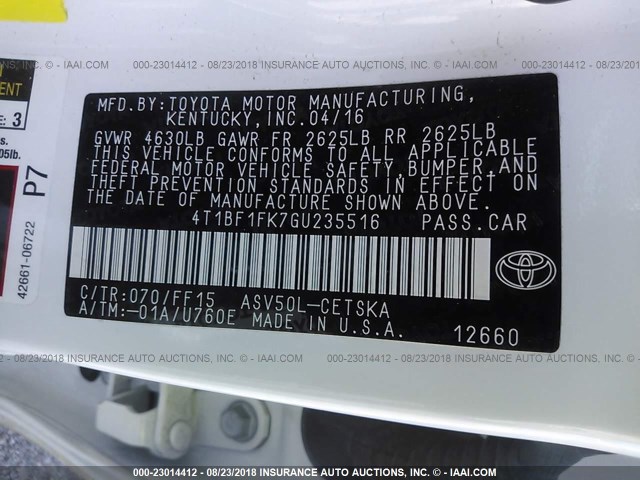 000-23014412 - 08/23/2018 INSURANCE AUTO AUCTIONS, INC. - © - IAAI.COM
MFD.BY:TOYOTA MOTOR MANUFACTURING,
KENTUCKY, INC. 04/16
GVWR 4630LB GAWR FR 2625LB RR 2625LB
THIS VEHICLE CONFORMS TO ALL APPLICABLE
FEDERAL MOTOR VEHICLE SAFETY, BUMPER, AND
THEFT PREVENTION STANDARDS IN EFFECT ON
THE DATE OF MANUFACTURE SHOWN ABOVE.
4T1BF1FK7GU235516 PASS.CAR
C/TR:070/FF15 ASV50L-CETSKA
A/TM:-01A/U760E MADE IN U.S.A.
12660
ENT
3
s.
05lb.
P7
42661-06722
000-23014412 - 08/23/2018 INSURANCE AUTO AUCTIONS, INC. - © - IAAI.COM
000-23014412 - 08/23/2018 INSURANCE AUTO AUCTIONS, INC. - © - IAAI.COM